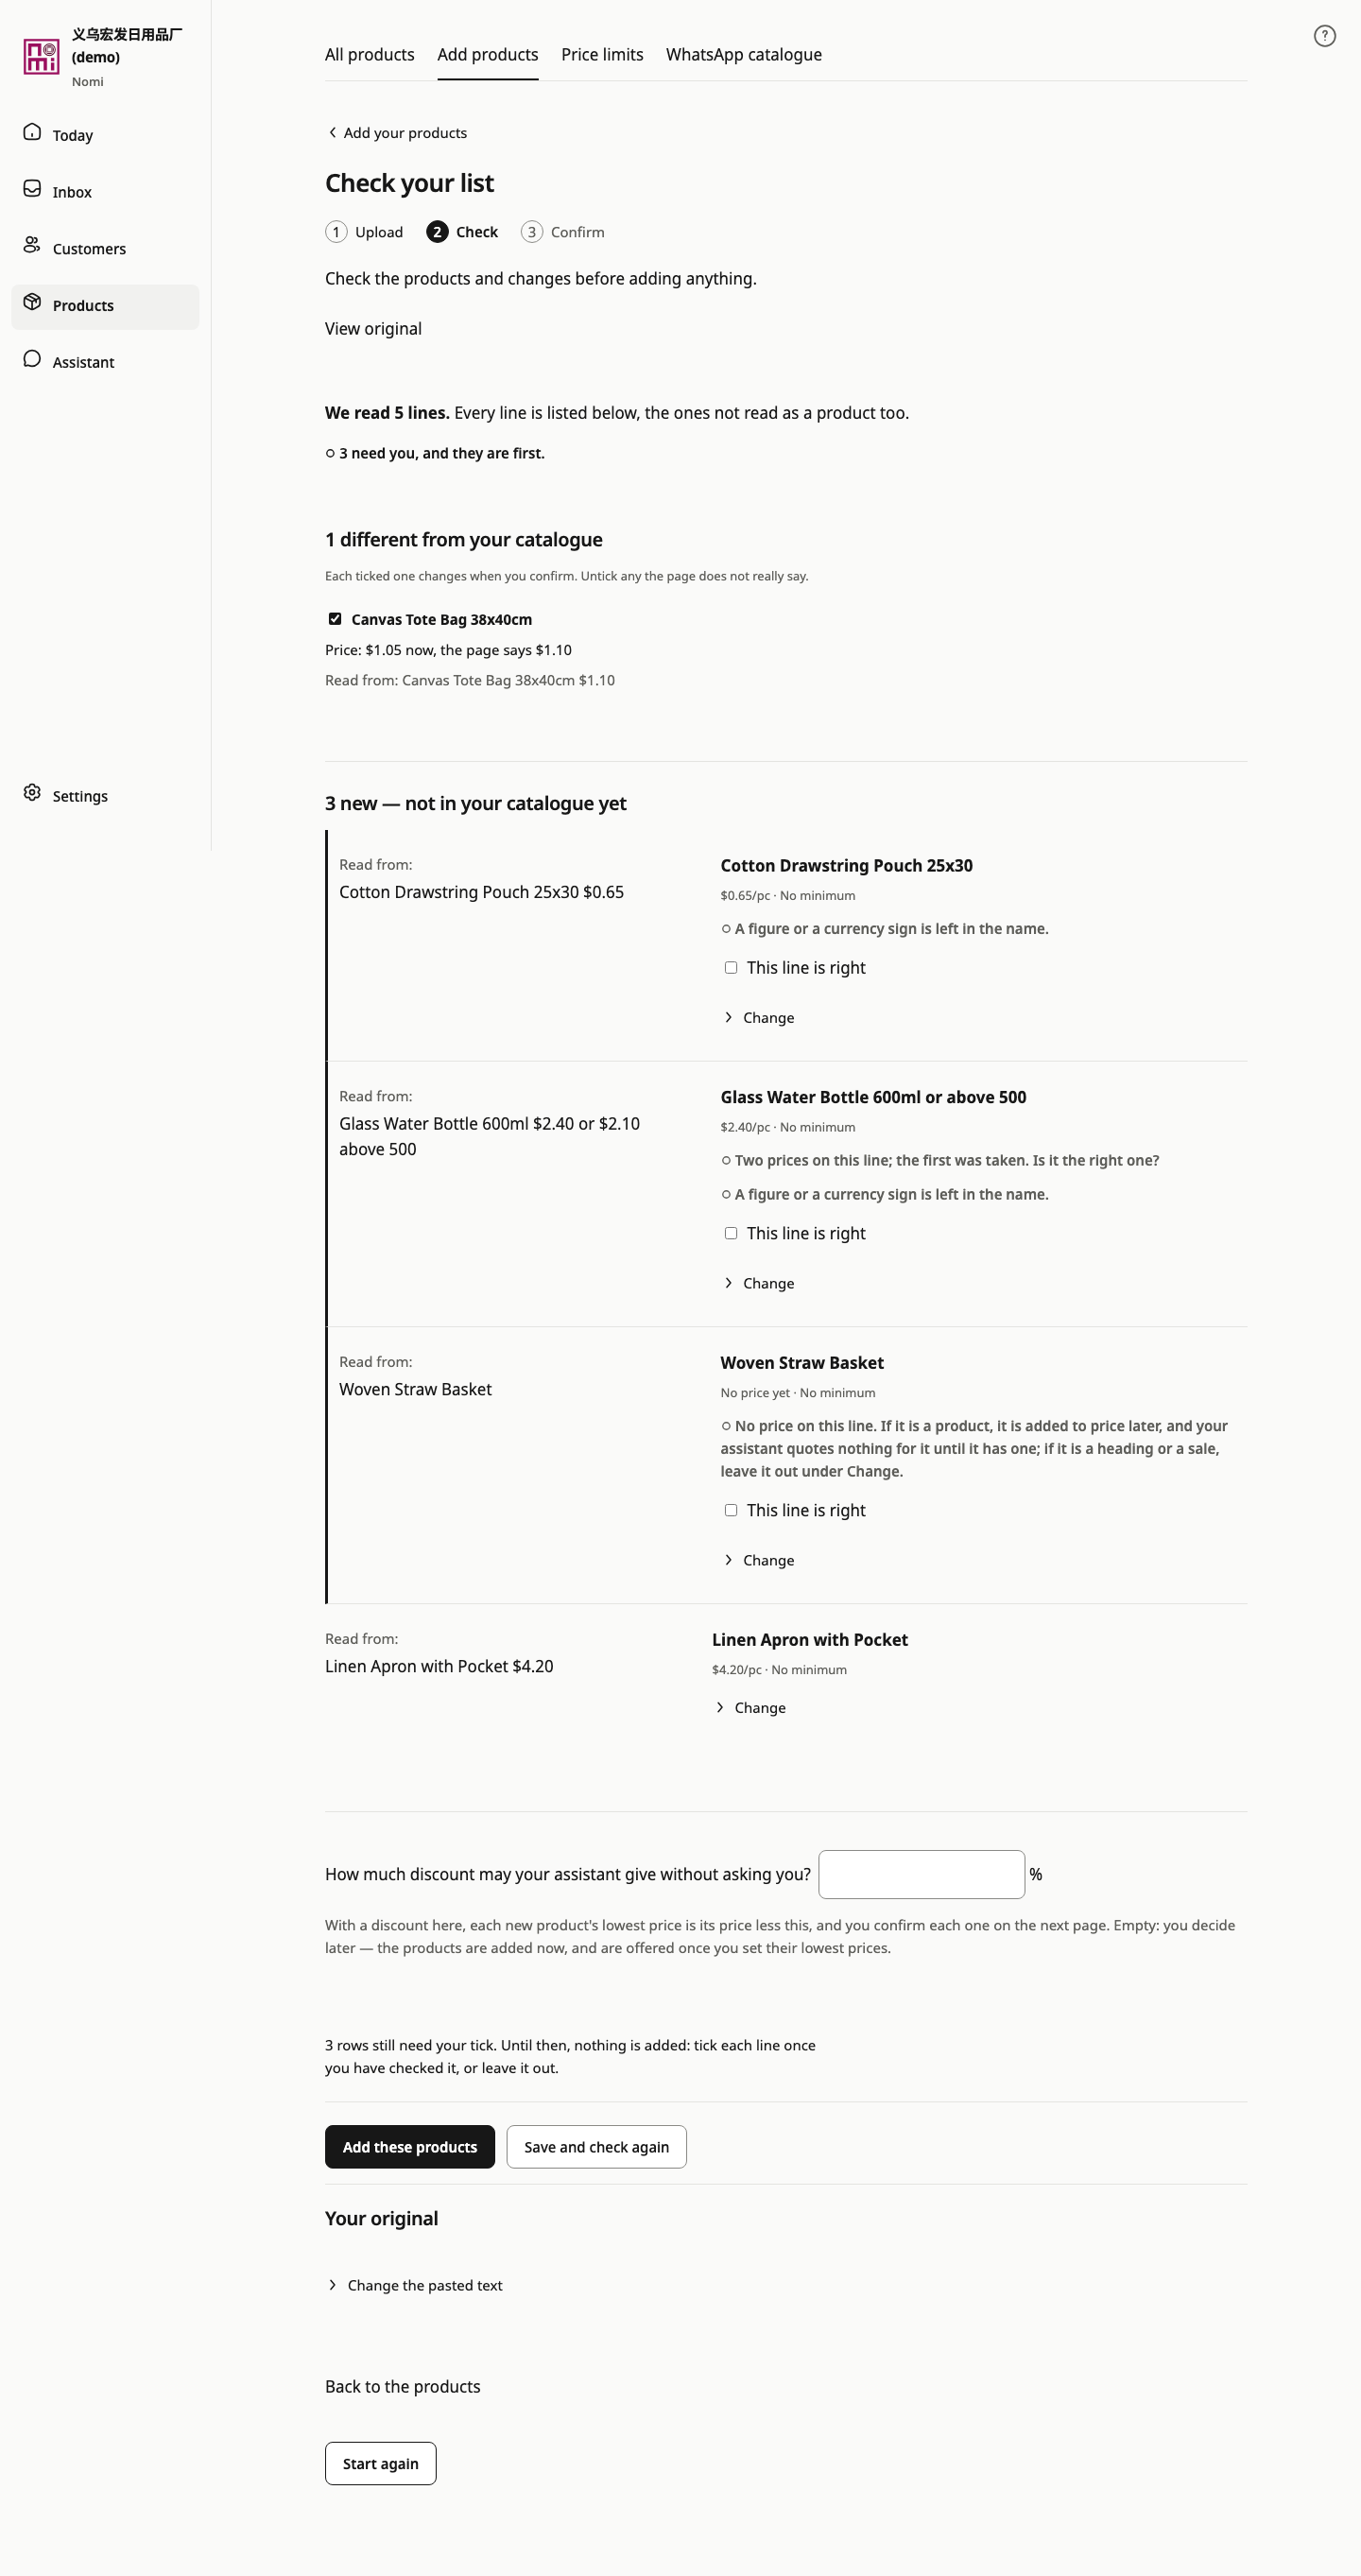 义乌宏发日用品厂
(demo)
Nomi
Today
Inbox
Customers
Products
Assistant
Settings
All products
Add products
Price limits
WhatsApp catalogue
Add your products
Check your list
1 Upload
2 Check
3 Confirm
Check the products and changes before adding anything.
View original
We read 5 lines. Every line is listed below, the ones not read as a product too.
3 need you, and they are first.
1 different from your catalogue
Each ticked one changes when you confirm. Untick any the page does not really say.
Canvas Tote Bag 38x40cm
Price: $1.05 now, the page says $1.10
Read from: Canvas Tote Bag 38x40cm $1.10
3 new — not in your catalogue yet
Read from:
Cotton Drawstring Pouch 25x30 $0.65
Cotton Drawstring Pouch 25x30
$0.65/pc · No minimum
A figure or a currency sign is left in the name.
This line is right
Change
Read from:
Glass Water Bottle 600ml $2.40 or $2.10
above 500
Glass Water Bottle 600ml or above 500
$2.40/pc · No minimum
Two prices on this line; the first was taken. Is it the right one?
A figure or a currency sign is left in the name.
This line is right
Change
Read from:
Woven Straw Basket
Woven Straw Basket
No price yet · No minimum
No price on this line. If it is a product, it is added to price later, and your
assistant quotes nothing for it until it has one; if it is a heading or a sale,
leave it out under Change.
This line is right
Change
Read from:
Linen Apron with Pocket $4.20
Linen Apron with Pocket
$4.20/pc · No minimum
Change
How much discount may your assistant give without asking you? %
With a discount here, each new product's lowest price is its price less this, and you confirm each one on the next page. Empty: you decide
later — the products are added now, and are offered once you set their lowest prices.
3 rows still need your tick. Until then, nothing is added: tick each line once
you have checked it, or leave it out.
Add these products
Save and check again
Your original
Change the pasted text
Back to the products
Start again